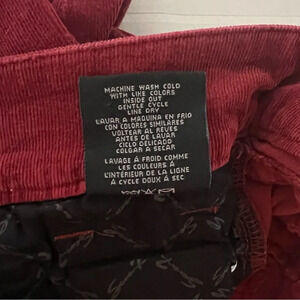 MACHINE WASH COLD
WITH LIKE COLORS
INSIDE OUT
GENTLE CYCLE
LINE DRY
LAVAR A MAQUINA EN FRIO
CON COLORES SIMILARES
VOLTEAR AL REVES
ANTES DE LAVAR
CICLO DELICADO
COLGAR A SECAR
LAVAGE À FROID COMME
LES COULEURS À
L'INTÉRIEUR DE LA LIGNE
A CYCLE DOUX À SEC